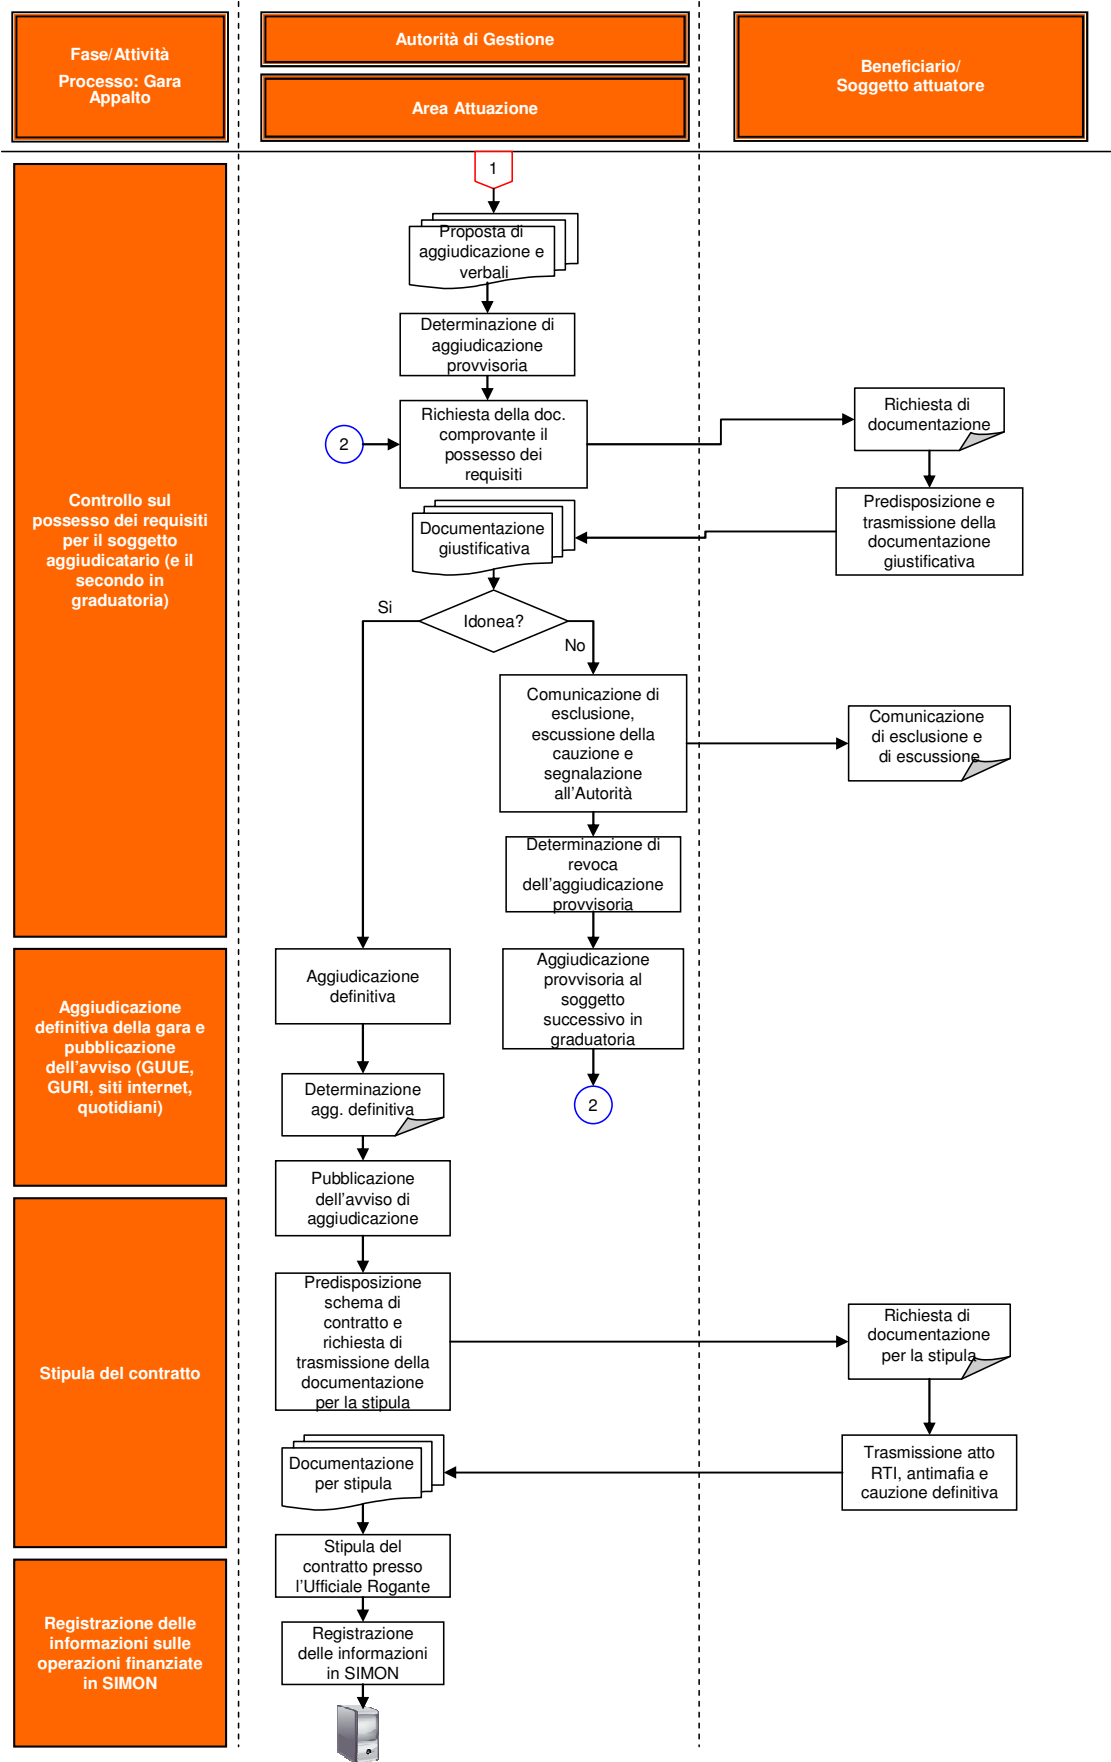 Fase/Attività
Processo: Gara
Appalto
Autorità di Gestione
Area Attuazione
Beneficiario/
Soggetto attuatore
Controllo sul
possesso dei requisiti
per il soggetto
aggiudicatario (e il
secondo in
graduatoria)
1
Proposta di
aggiudicazione e
verbali
Determinazione di
aggiudicazione
provvisoria
2
Richiesta della doc.
comprovante il
possesso dei
requisiti
Richiesta di
documentazione
Predisposizione e
trasmissione della
documentazione
giustificativa
Documentazione
giustificativa
Idonea?
Si
No
Comunicazione di
esclusione,
escussione della
cauzione e
segnalazione
all'Autorità
Comunicazione
di esclusione e
di escussione
Determinazione di
revoca
dell'aggiudicazione
provvisoria
Aggiudicazione
definitiva della gara e
pubblicazione
dell'avviso (GUUE,
GURI, siti internet,
quotidiani)
Aggiudicazione
definitiva
Aggiudicazione
provvisoria al
soggetto
successivo in
graduatoria
2
Determinazione
agg. definitiva
Pubblicazione
dell'avviso di
aggiudicazione
Stipula del contratto
Predisposizione
schema di
contratto e
richiesta di
trasmissione della
documentazione
per la stipula
Richiesta di
documentazione
per la stipula
Trasmissione atto
RTI, antimafia e
cauzione definitiva
Documentazione
per stipula
Stipula del
contratto presso
l'Ufficiale Rogante
Registrazione delle
informazioni sulle
operazioni finanziate
in SIMON
Registrazione
delle informazioni
in SIMON